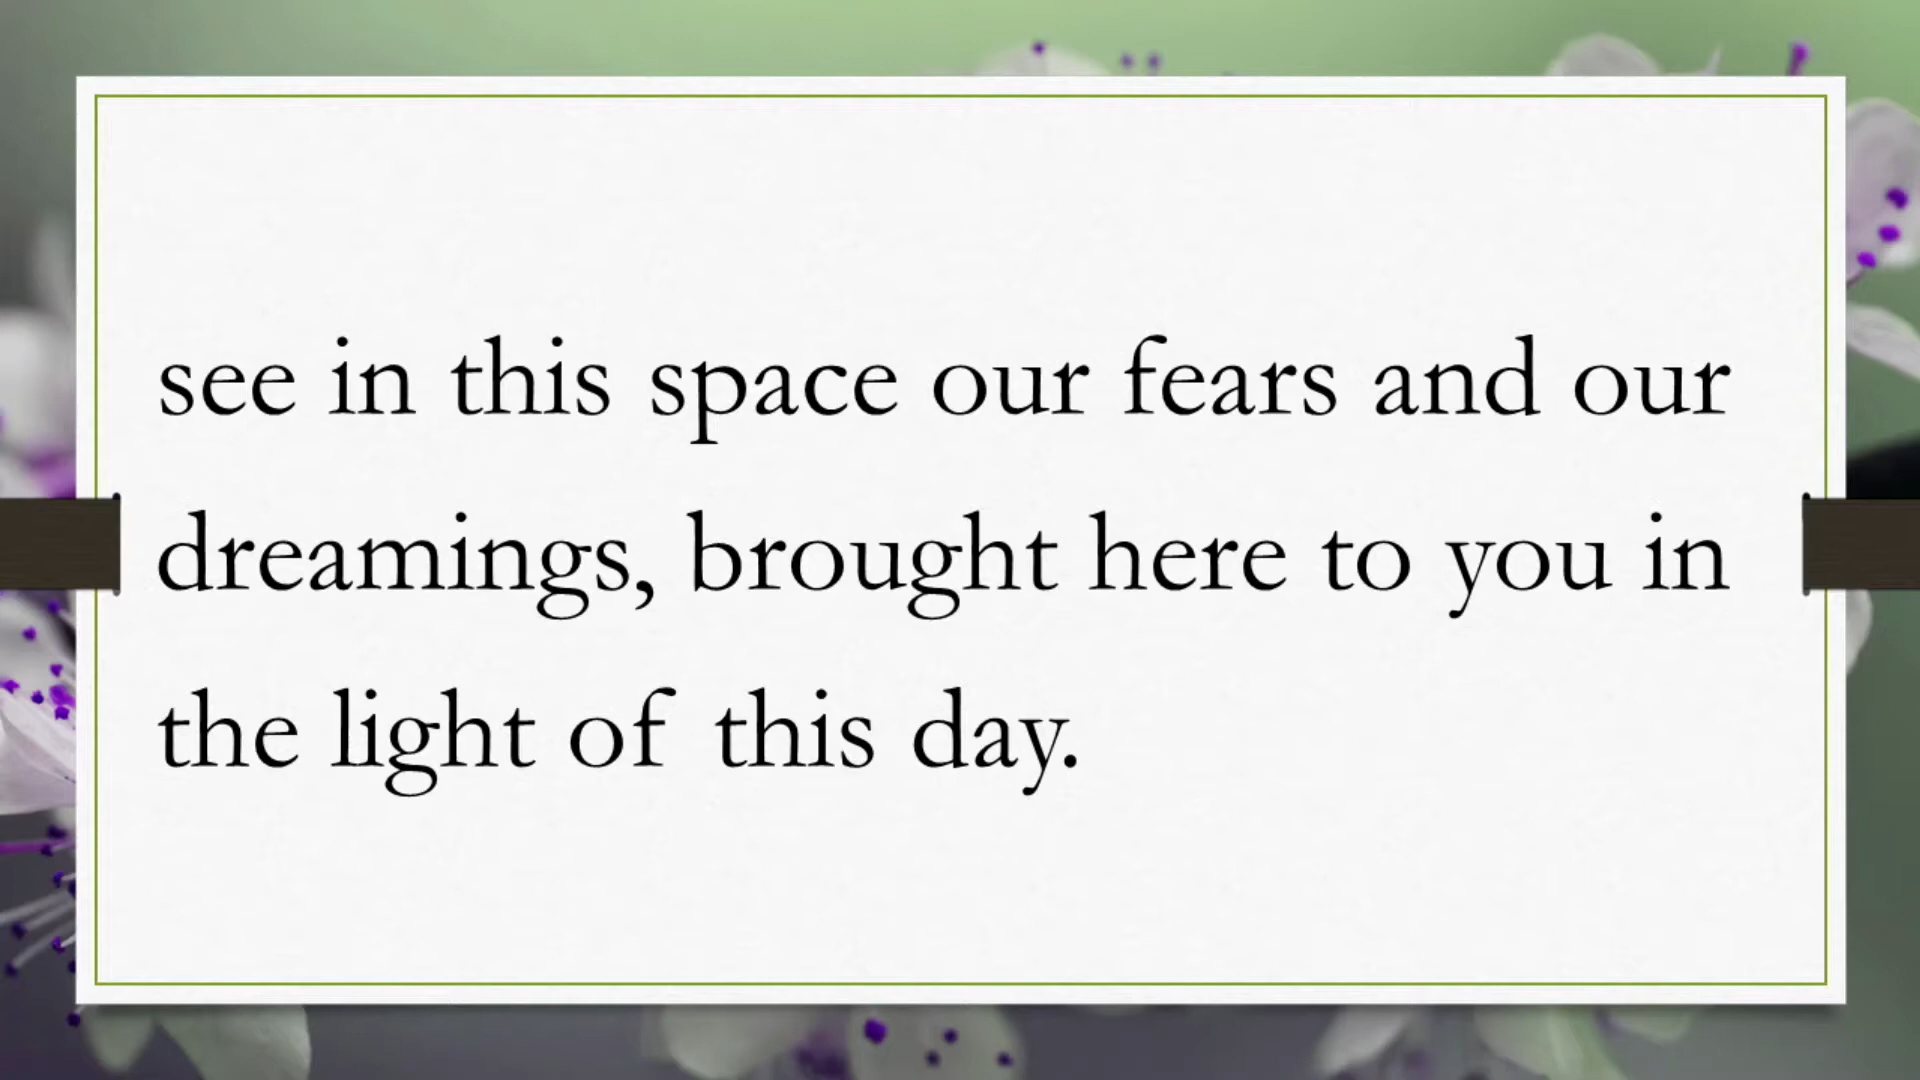 see in this space our fears and our
dreamings, brought here to you in
the light of this day.